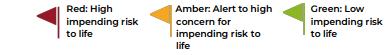 Red: High
impending risk
to life
Amber: Alert to high
concern for
impending risk to
life
Green: Low
impending risk
to life